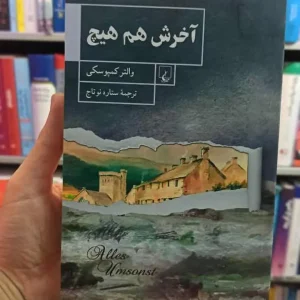 آخرش هم هیچ
والتر کمپوسکی
ترجمهٔ ستاره نوتاج
Alles
Umsonst